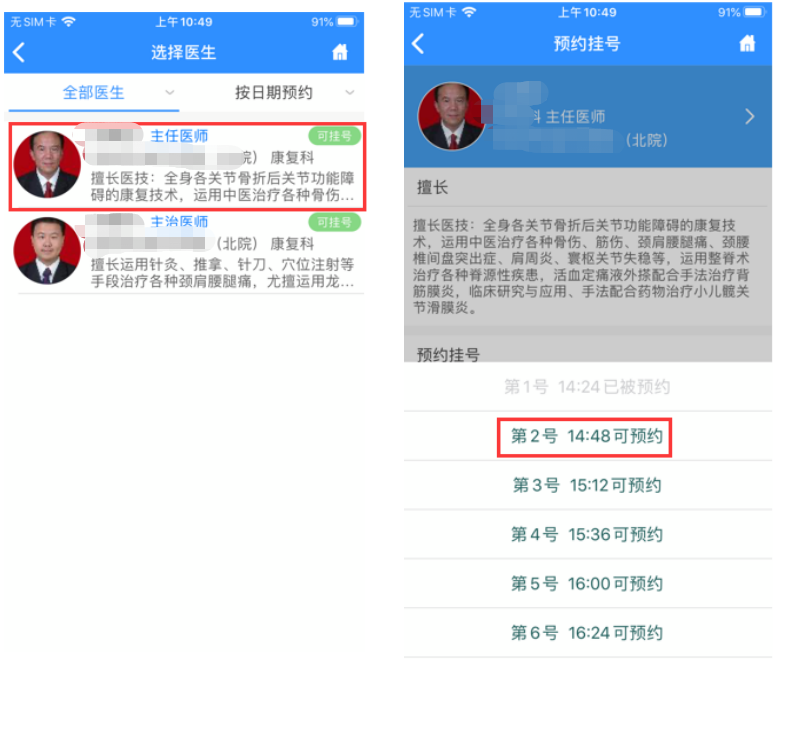 无SIM卡 上午10:49 91%
选择医生
全部医生 按日期预约
主任医师 可挂号
院） 康复科
擅长医技：全身各关节骨折后关节功能障
碍的康复技术，运用中医治疗各种骨伤...
主治医师 可挂号
（北院） 康复科
擅长运用针灸、推拿、针刀、穴位注射等
手段治疗各种颈肩腰腿痛，尤擅运用龙...
无SIM卡 上午10:49 91%
预约挂号
科 主任医师
（北院）
擅长
擅长医技：全身各关节骨折后关节功能障碍的康复技
术，运用中医治疗各种骨伤、筋伤、颈肩腰腿痛、颈腰
椎间盘突出症、肩周炎、寰枢关节失稳等，运用整脊术
治疗各种脊源性疾患，活血定痛液外搽配合手法治疗背
筋膜炎，临床研究与应用、手法配合药物治疗小儿髋关
节滑膜炎。
预约挂号
第1号 14:24已被预约
第2号 14:48可预约
第3号 15:12可预约
第4号 15:36可预约
第5号 16:00可预约
第6号 16:24可预约